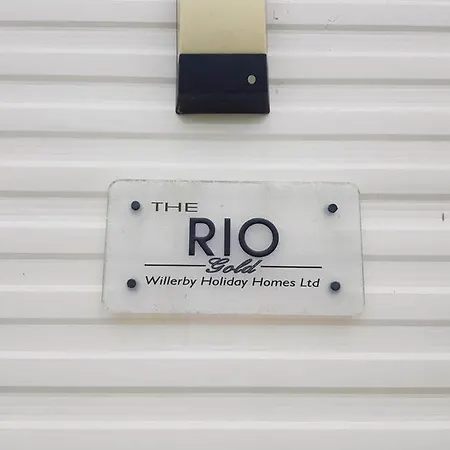 THE
RIO
Gold
Willerby Holiday Homes Ltd